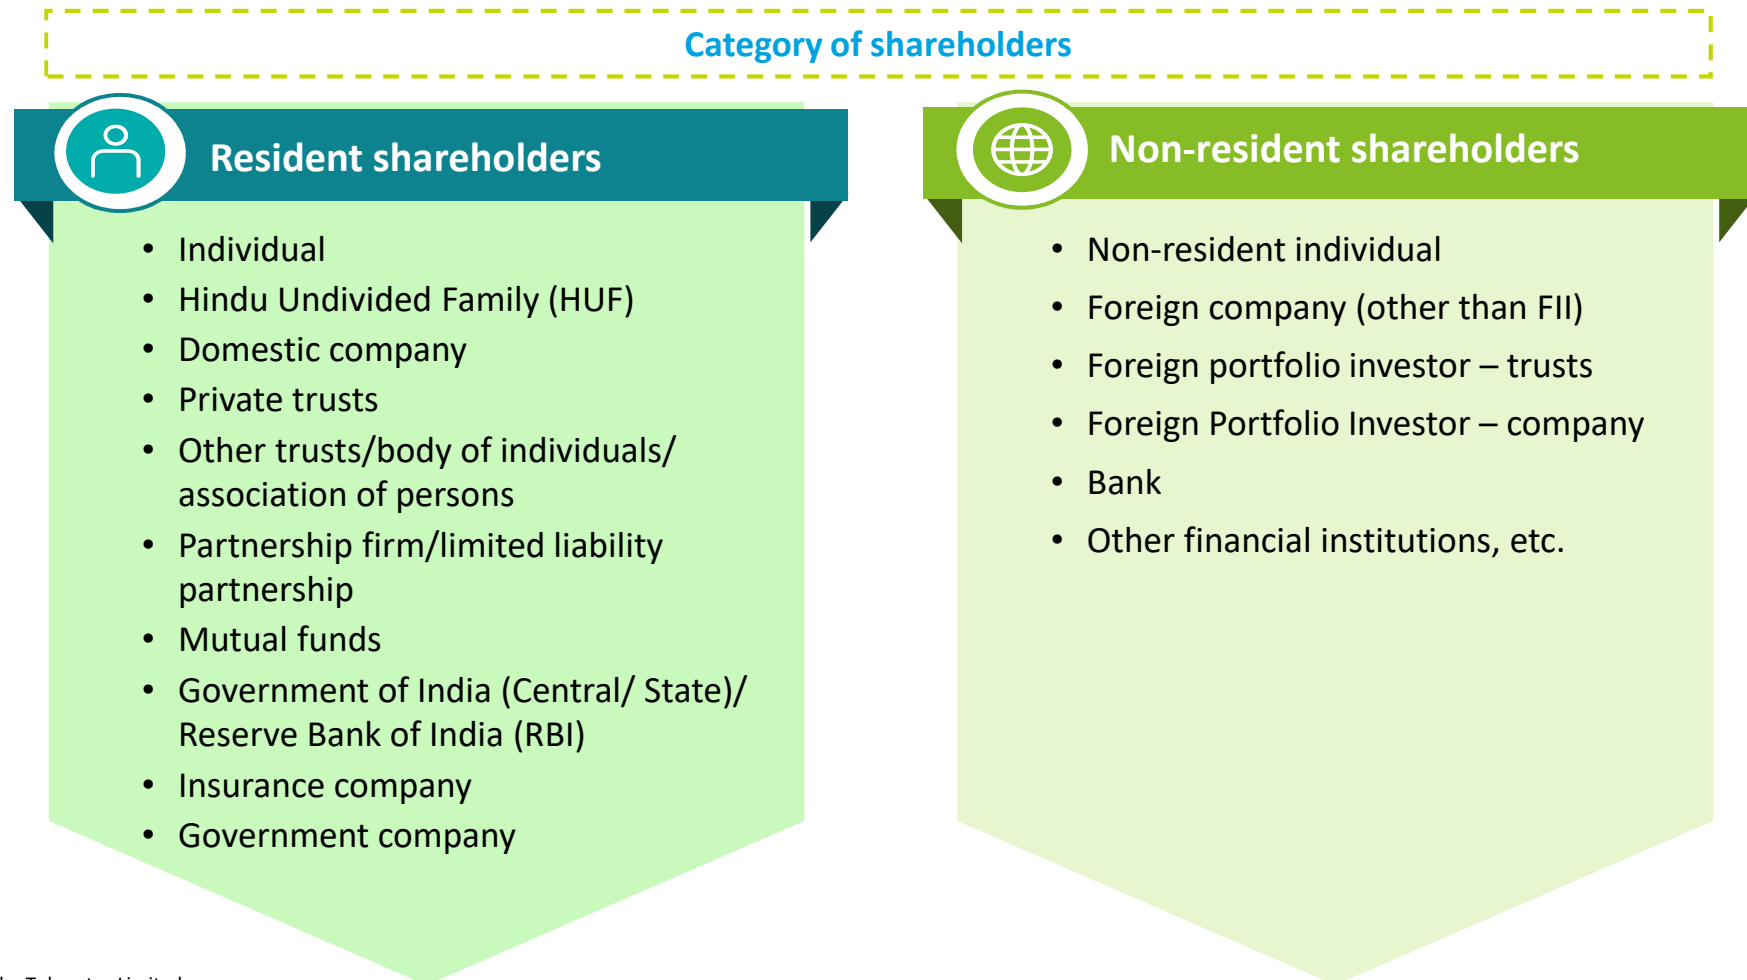 Category of shareholders
Resident shareholders
• Individual
• Hindu Undivided Family (HUF)
• Domestic company
• Private trusts
• Other trusts/body of individuals/
association of persons
• Partnership firm/limited liability
partnership
• Mutual funds
• Government of India (Central/ State)/
Reserve Bank of India (RBI)
• Insurance company
• Government company
Non-resident shareholders
• Non-resident individual
• Foreign company (other than FII)
• Foreign portfolio investor – trusts
• Foreign Portfolio Investor – company
• Bank
• Other financial institutions, etc.